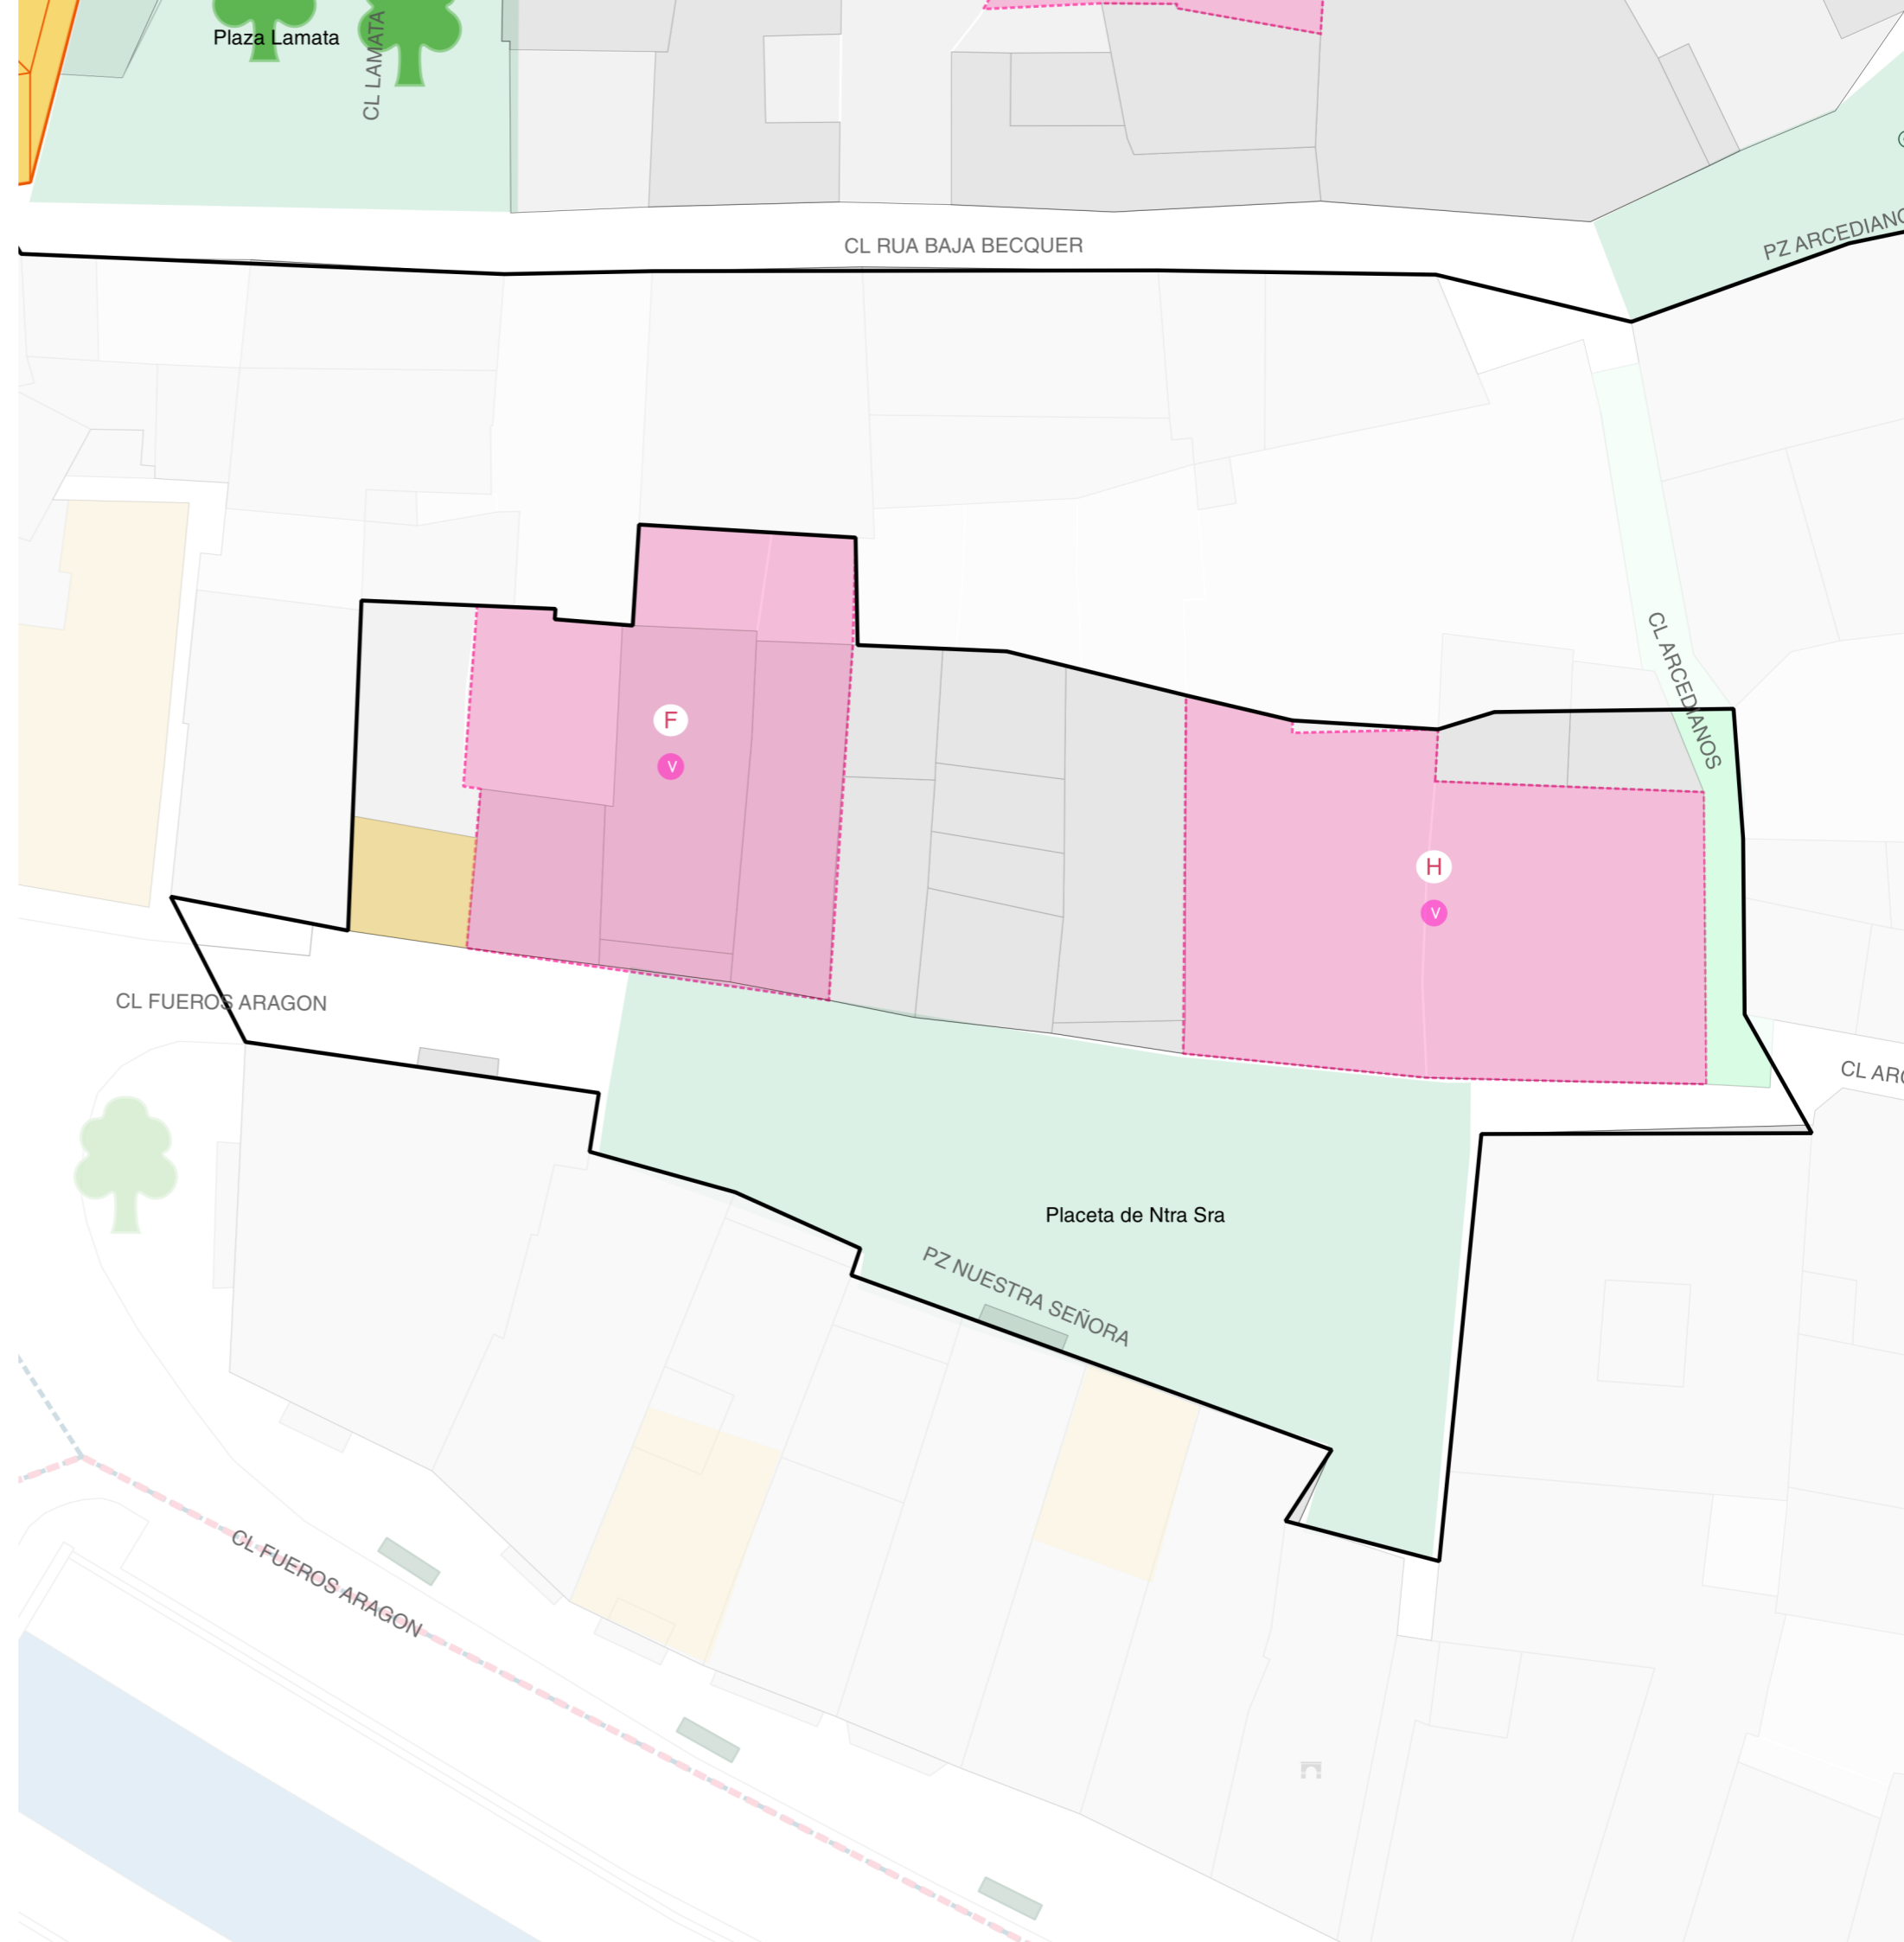 Plaza Lamata
CL LAMATA
CL RUA BAJA BECQUER
PZ ARCEDIANO
CL ARCEDIANOS
F
V
H
V
CL FUEROS ARAGON
CL ARC
Placeta de Ntra Sra
PZ NUESTRA SEÑORA
CL FUEROS ARAGON